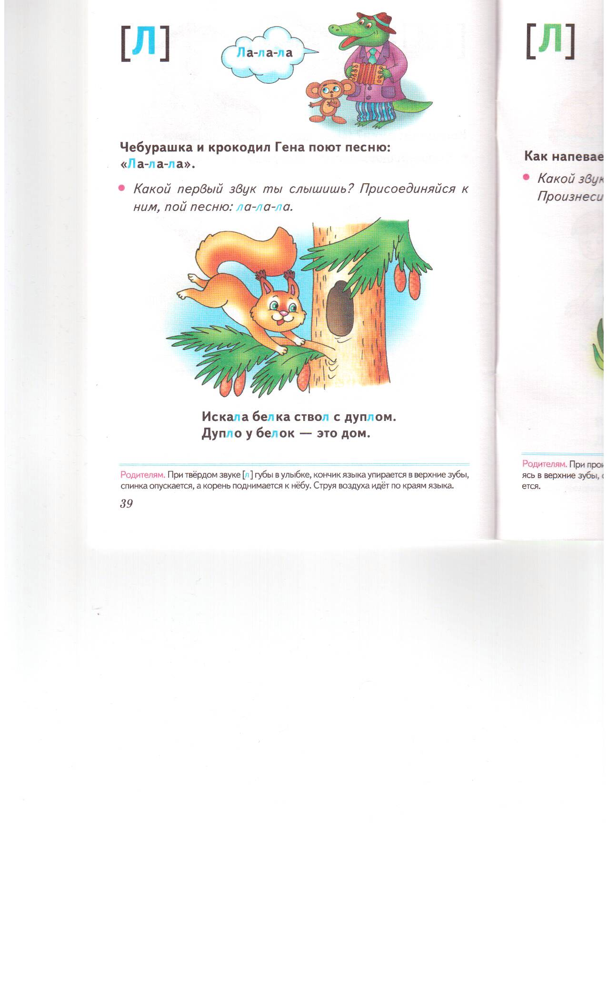 [Л]
Ла-ла-ла
Чебурашка и крокодил Гена поют песню:
«Ла-ла-ла».
• Какой первый звук ты слышишь? Присоединяйся к
ним, пой песню: ла-ла-ла.
Искала белка ствол с дуплом.
Дупло у белок — это дом.
Родителям. При твёрдом звуке [л] губы в улыбке, кончик языка упирается в верхние зубы,
спинка опускается, а корень поднимается к нёбу. Струя воздуха идёт по краям языка.
39
[Л]
Как напевае
• Какой звук
Произнеси
Родителям. При прои
ясь в верхние зубы,
ется.